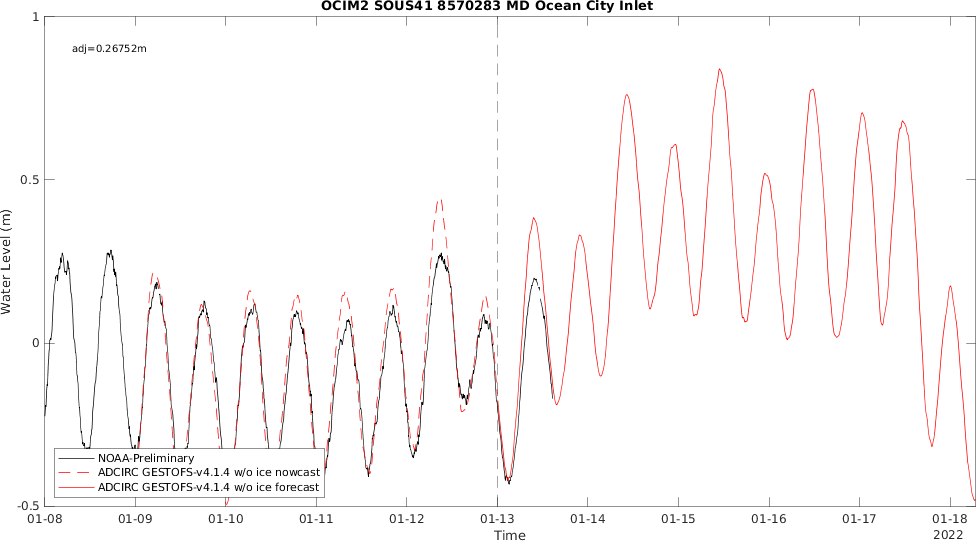 OCIM2 SOUS41 8570283 MD Ocean City Inlet
adj=0.26752m
1
0.5
0
-0.5
Water Level (m)
NOAA-Preliminary
ADCIRC GESTOFS-v4.1.4 w/o ice nowcast
ADCIRC GESTOFS-v4.1.4 w/o ice forecast
01-08 01-09 01-10 01-11 01-12 01-13 01-14 01-15 01-16 01-17 01-18
Time
2022